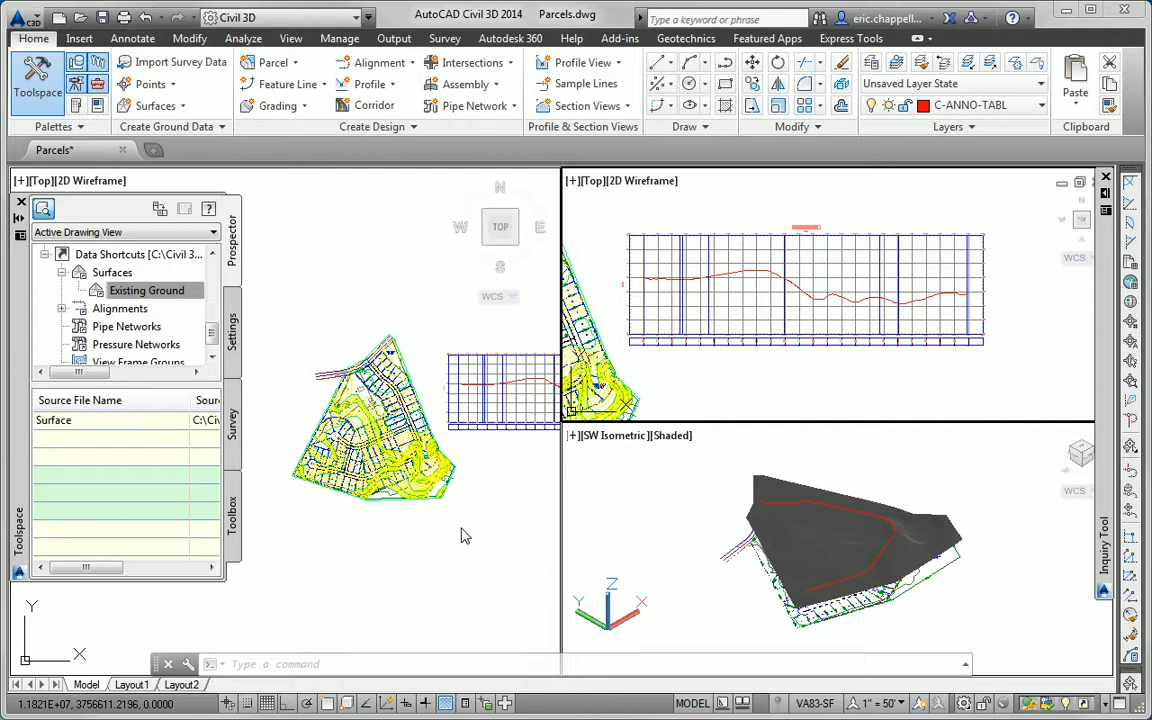 C3D
Civil 3D
AutoCAD Civil 3D 2014
Parcels.dwg
Type a keyword or phrase
eric.chappell...
Home
Insert
Annotate
Modify
Analyze
View
Manage
Output
Survey
Autodesk 360
Help
Add-ins
Geotechnics
Featured Apps
Express Tools
Toolspace
Import Survey Data
Points
Surfaces
Parcel
Feature Line
Grading
Alignment
Profile
Corridor
Intersections
Assembly
Pipe Network
Profile View
Sample Lines
Section Views
Unsaved Layer State
C-ANNO-TABL
Paste
Palettes
Create Ground Data
Create Design
Profile & Section Views
Draw
Modify
Layers
Clipboard
Parcels*
[+][Top][2D Wireframe]
[+][Top][2D Wireframe]
Active Drawing View
Data Shortcuts [C:\Civil 3...
Surfaces
Existing Ground
Alignments
Pipe Networks
Pressure Networks
View Frame Groups
Source File Name
Sourc
Surface
C:\Civ
Prospector
Settings
Survey
Toolbox
Toolspace
N
W
TOP
E
S
WCS
WCS
[+][SW Isometric][Shaded]
WCS
Z
Y
X
Y
X
Inquiry Tool
Type a command
Model
Layout1
Layout2
1.1821E+07, 3756611.2196, 0.0000
MODEL
VA83-SF
1" = 50'